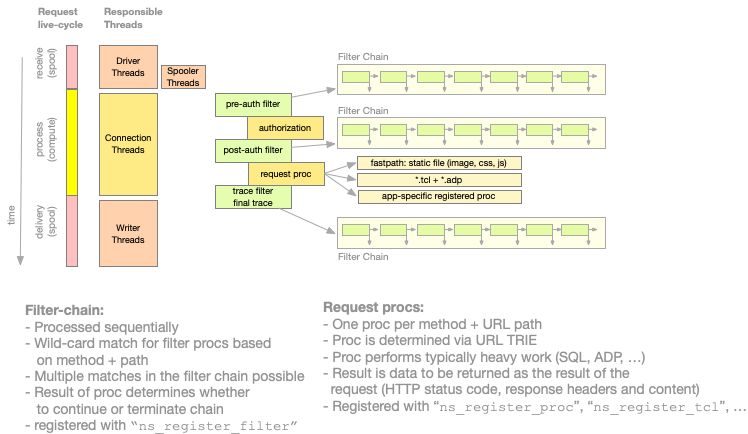 Request
live-cycle
Responsible
Threads
time
receive
(spool)
process
(compute)
delivery
(spool)
Driver
Threads
Spooler
Threads
Connection
Threads
Writer
Threads
pre-auth filter
authorization
post-auth filter
request proc
trace filter
final trace
Filter Chain
Filter Chain
fastpath: static file (image, css, js)
*.tcl + *.adp
app-specific registered proc
Filter Chain
Filter-chain:
- Processed sequentially
- Wild-card match for filter procs based
on method + path
- Multiple matches in the filter chain possible
- Result of proc determines whether
to continue or terminate chain
- registered with “ns_register_filter”
Request procs:
- One proc per method + URL path
- Proc is determined via URL TRIE
- Proc performs typically heavy work (SQL, ADP, …)
- Result is data to be returned as the result of the
request (HTTP status code, response headers and content)
- Registered with “ns_register_proc”, “ns_register_tcl”, …